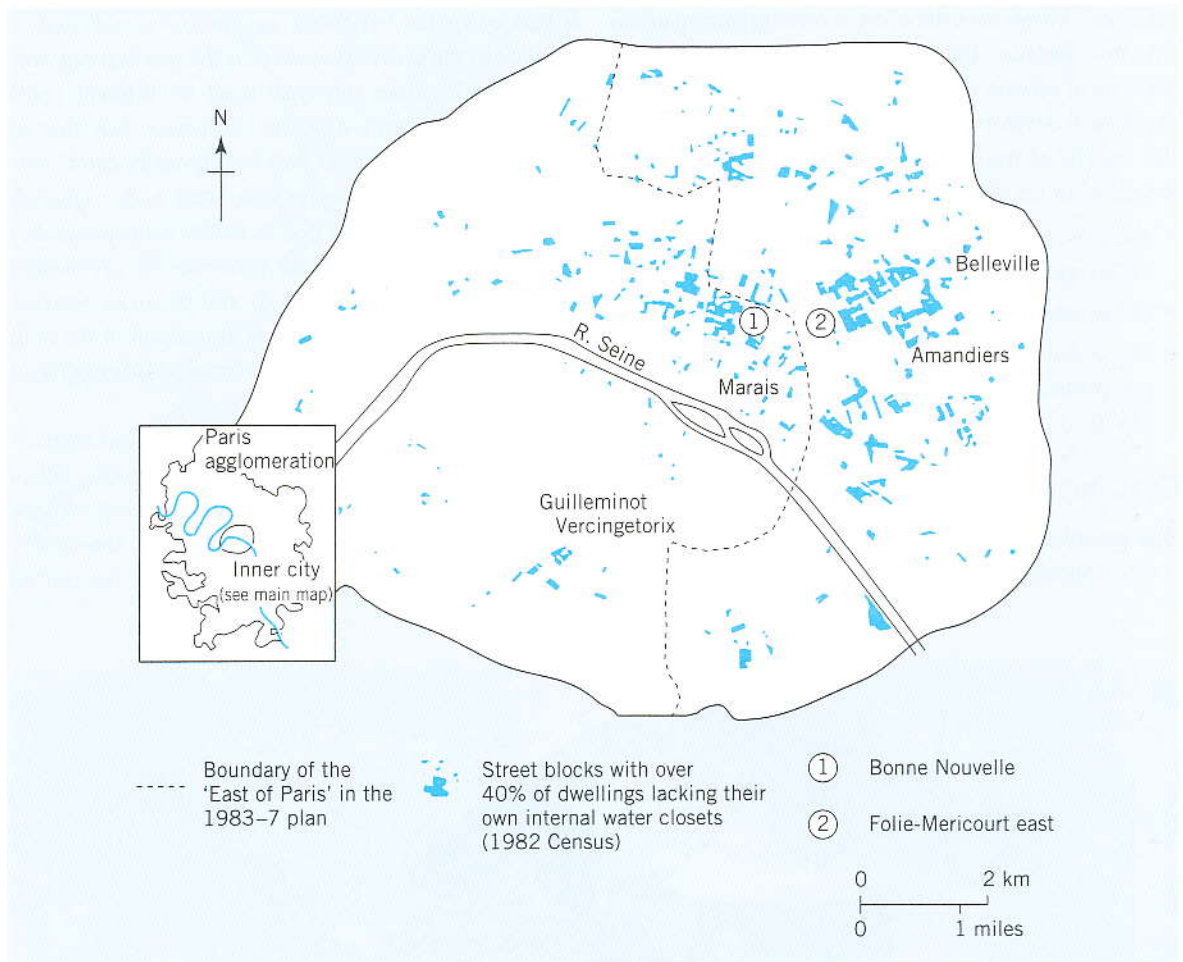 N
Belleville
R. Seine
1
2
Amandiers
Marais
Paris
agglomeration
Guilleminot
Vercingetorix
Inner city
(see main map)
Boundary of the
'East of Paris' in the
1983–7 plan
Street blocks with over
40% of dwellings lacking their
own internal water closets
(1982 Census)
1 Bonne Nouvelle
2 Folie-Mericourt east
0 2 km
0 1 miles